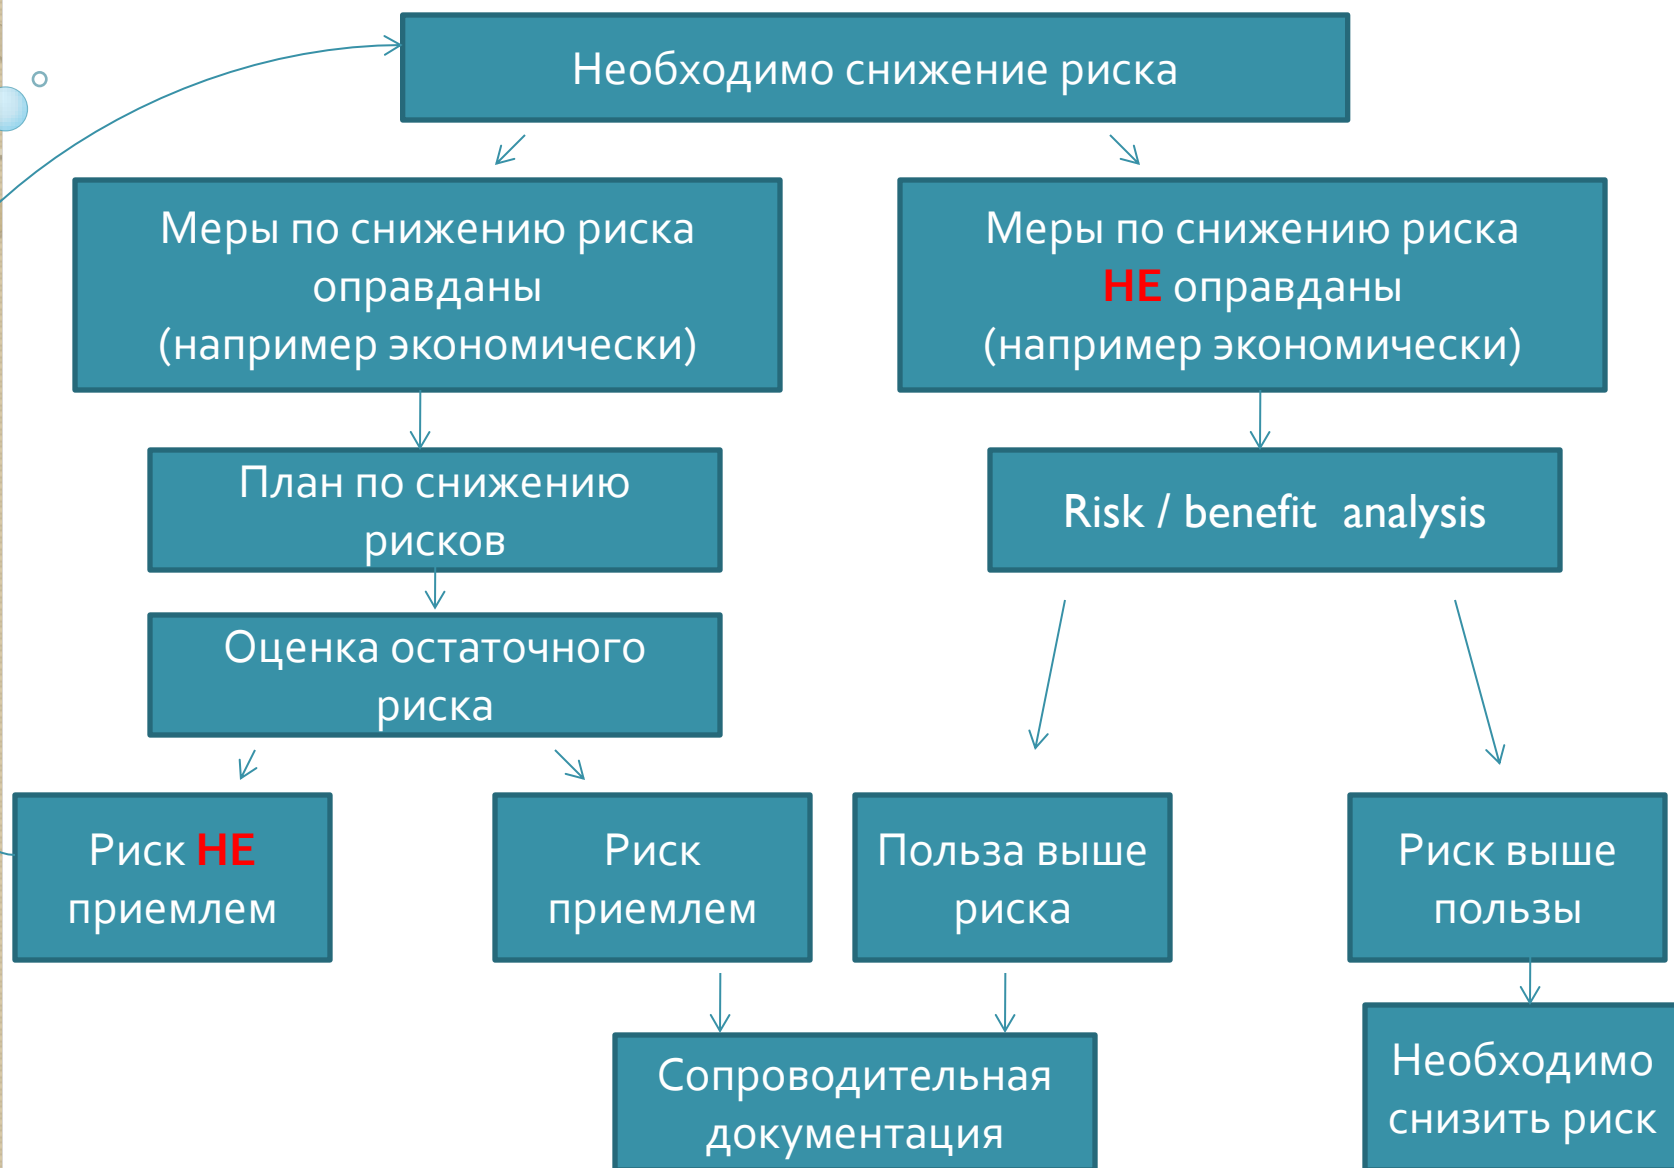 Необходимо снижение риска
Меры по снижению риска
оправданы
(например экономически)
Меры по снижению риска
НЕ оправданы
(например экономически)
План по снижению
рисков
Risk / benefit analysis
Оценка остаточного
риска
Риск НЕ
приемлем
Риск
приемлем
Польза выше
риска
Риск выше
пользы
Сопроводительная
документация
Необходимо
снизить риск